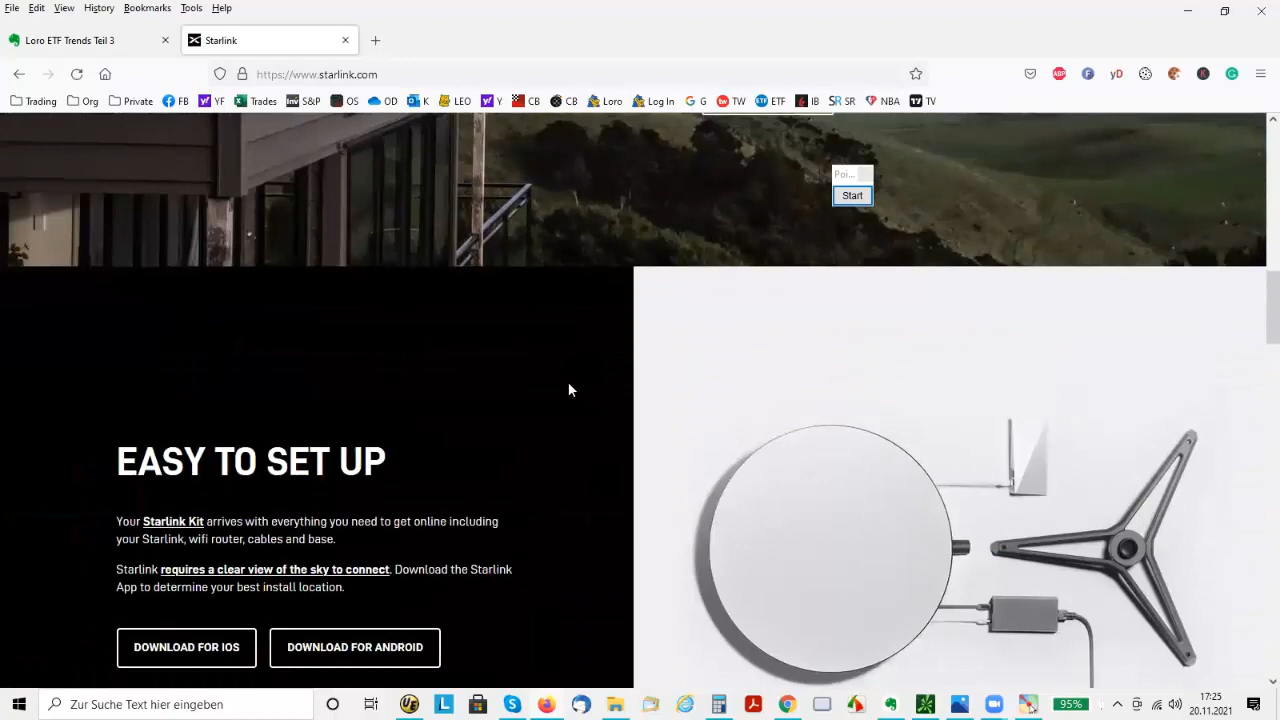 File Edit View History Bookmarks Tools Help
Loro ETF Trends Teil 3
Starlink
https://www.starlink.com
ABP F yD K G
Trading Org Private FB YF Trades S&P OS OD K LEO Y CB CB Loro Log In G TW ETF IB SR NBA TV
Poi...
Start
EASY TO SET UP
Your Starlink Kit arrives with everything you need to get online including
your Starlink, wifi router, cables and base.
Starlink requires a clear view of the sky to connect. Download the Starlink
App to determine your best install location.
DOWNLOAD FOR IOS
DOWNLOAD FOR ANDROID
Zur Suche Text hier eingeben
95%
17:25
20.11.2021